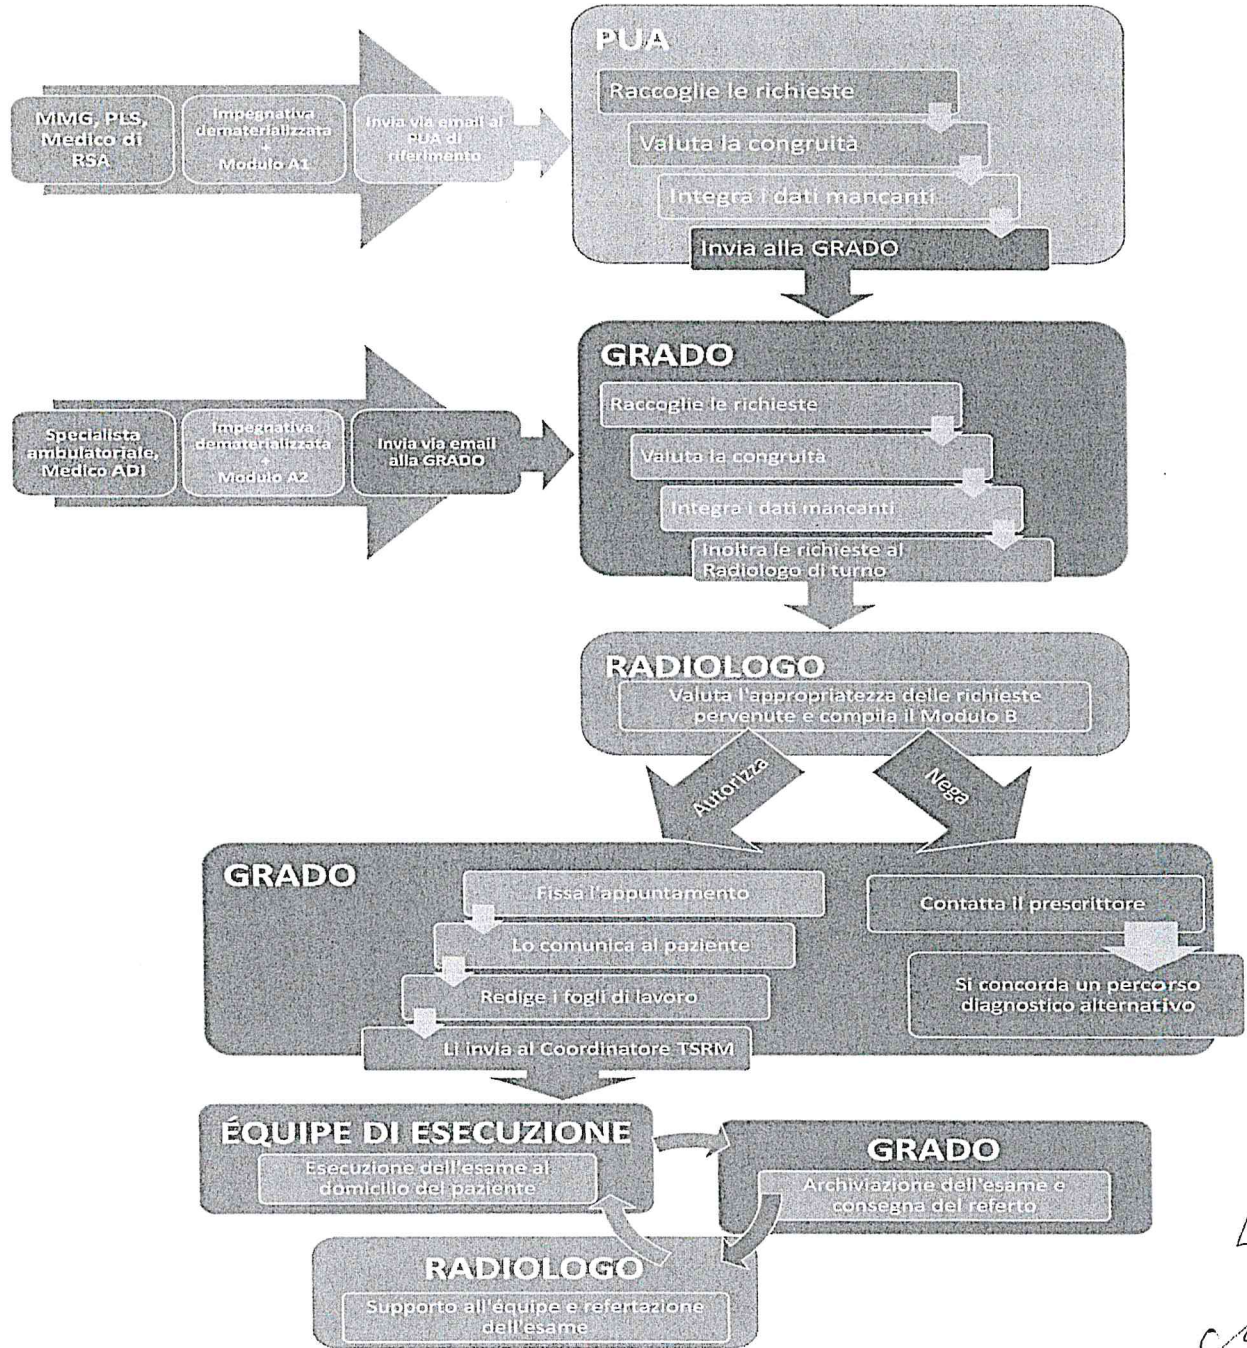 PUA
Raccoglie le richieste
Valuta la congruità
Integra i dati mancanti
Invia alla GRADO
MMG, PLS,
Medico di
RSA
Impegnativa
dematerializzata
+
Modulo A1
Invia via email al
PUA di
riferimento
GRADO
Raccoglie le richieste
Valuta la congruità
Integra i dati mancanti
Inoltra le richieste al
Radiologo di turno
Specialista
ambulatoriale,
Medico ADI
Impegnativa
dematerializzata
+
Modulo A2
Invia via email
alla GRADO
RADIOLOGO
Valuta l'appropriatezza delle richieste
pervenute e compila il Modulo B
Autorizza
Nega
GRADO
Fissa l'appuntamento
Lo comunica al paziente
Redige i fogli di lavoro
Li invia al Coordinatore TSRM
Contatta il prescrittore
Si concorda un percorso
diagnostico alternativo
ÉQUIPE DI ESECUZIONE
Esecuzione dell'esame al
domicilio del paziente
GRADO
Archiviazione dell'esame e
consegna del referto
RADIOLOGO
Supporto all'équipe e refertazione
dell'esame